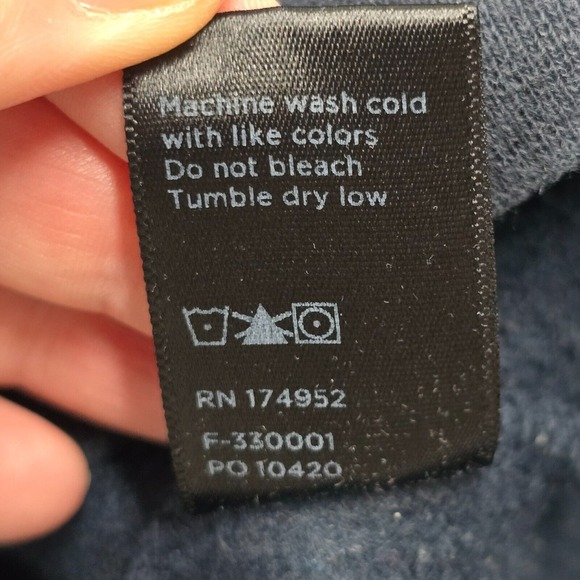 Machine wash cold
with like colors
Do not bleach
Tumble dry low
RN 174952
F-330001
PO 10420